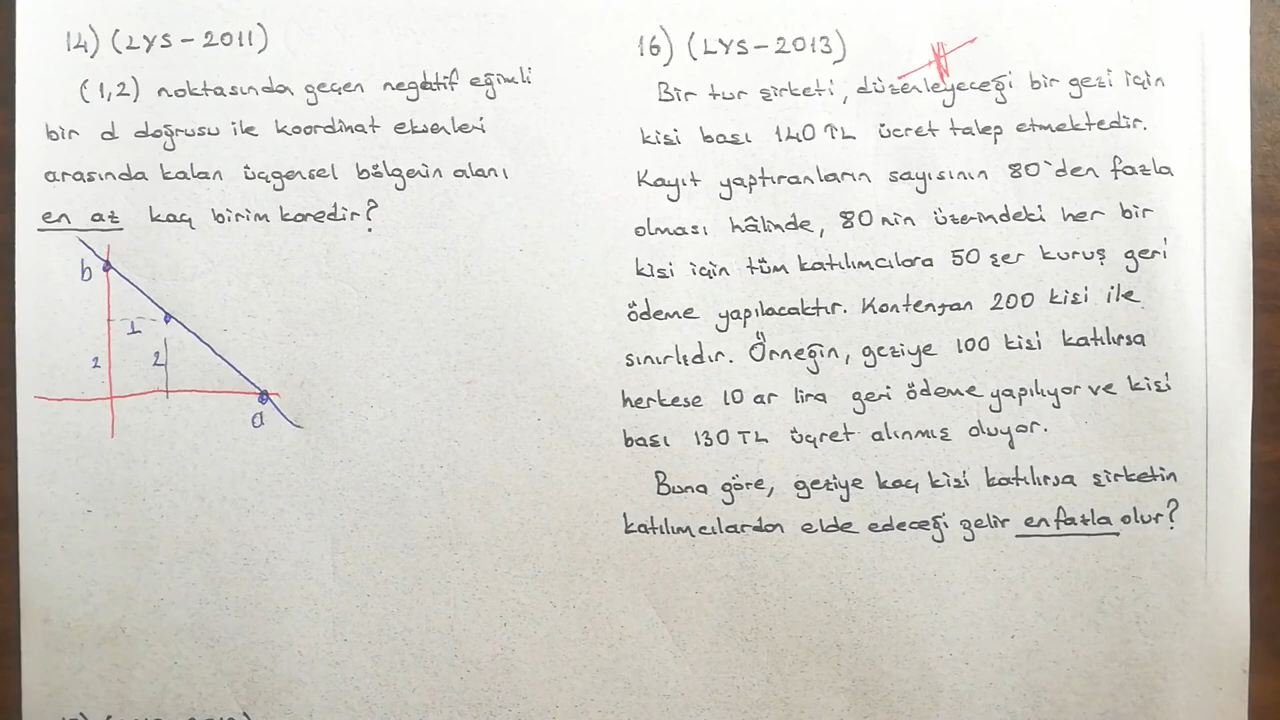 14) (LYS-2011)
(1,2) noktasından geçen negatif eğimli
bir d doğrusu ile koordinat eksenleri
arasında kalan üçgensel bölgenin alanı
en az kaç birim karedir?
b
1
2
2
a
16) (LYS-2013)
Bir tur şirketi, düzenleyeceği bir gezi için
kişi başı 140 TL ücret talep etmektedir.
Kayıt yaptıranların sayısının 80'den fazla
olması hâlinde, 80 nin üzerindeki her bir
kişi için tüm katılımcılara 50 şer kuruş geri
ödeme yapılacaktır. Kontenjan 200 kişi ile
sınırlıdır. Örneğin, geziye 100 kişi katılırsa
herkese 10 ar lira geri ödeme yapılıyor ve kişi
başı 130 TL ücret alınmış oluyor.
Buna göre, geziye kaç kişi katılırsa şirketin
katılımcılardan elde edeceği gelir en fazla olur?